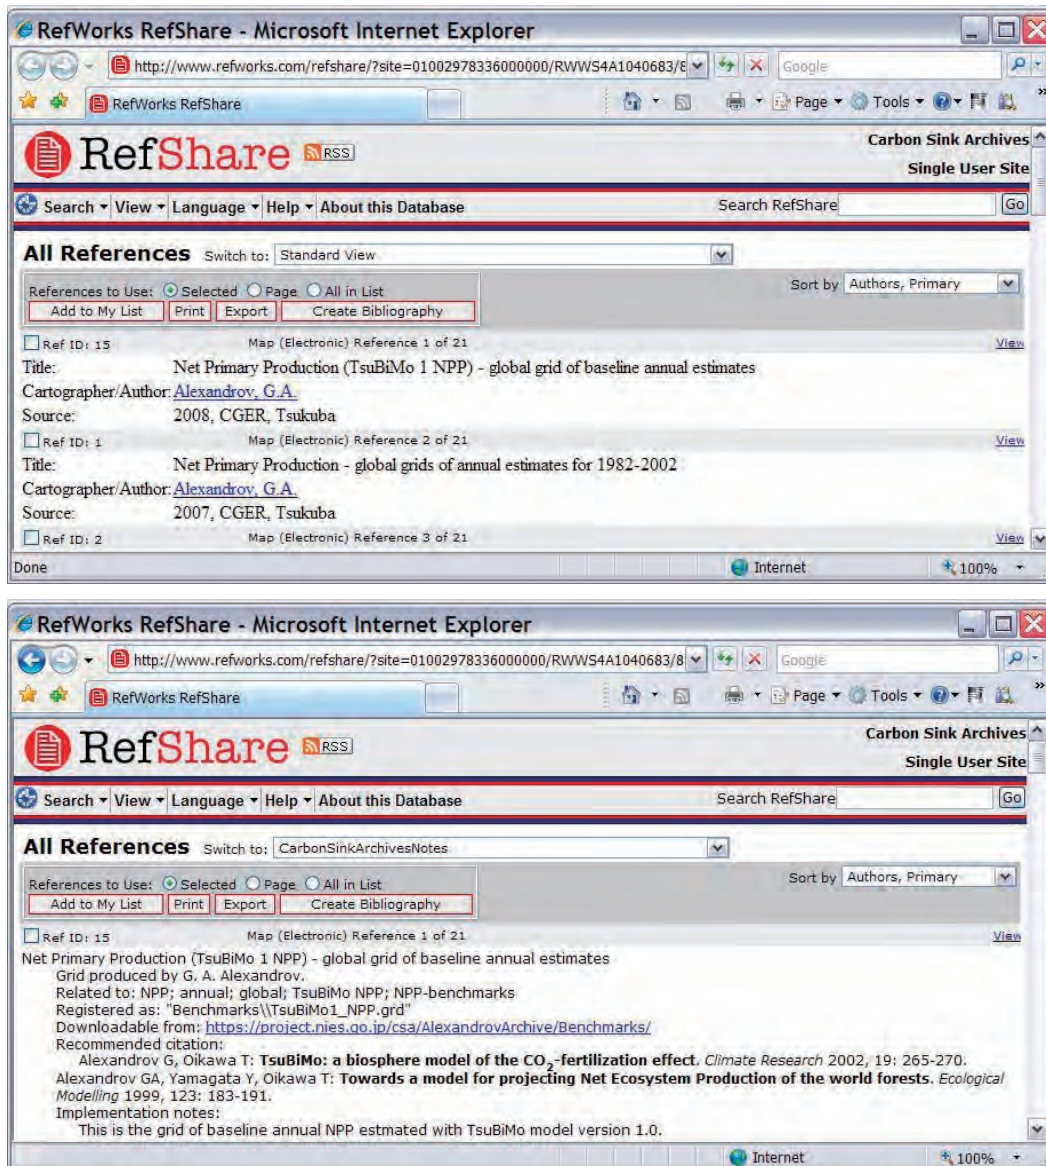 RefWorks RefShare - Microsoft Internet Explorer
http://www.refworks.com/refshare/?site=01002978336000000/RWWS4A1040683/8 Google
RefWorks RefShare Page Tools
RefShare RSS Carbon Sink Archives
Single User Site
Search View Language Help About this Database Search RefShare Go
All References Switch to: Standard View
References to Use: Selected Page All in List Sort by Authors, Primary
Add to My List Print Export Create Bibliography
Ref ID: 15 Map (Electronic) Reference 1 of 21 View
Title: Net Primary Production (TsuBiMo 1 NPP) - global grid of baseline annual estimates
Cartographer/Author: Alexandrov, G.A.
Source: 2008, CGER, Tsukuba
Ref ID: 1 Map (Electronic) Reference 2 of 21 View
Title: Net Primary Production - global grids of annual estimates for 1982-2002
Cartographer/Author: Alexandrov, G.A.
Source: 2007, CGER, Tsukuba
Ref ID: 2 Map (Electronic) Reference 3 of 21 View
Done Internet 100%
RefWorks RefShare - Microsoft Internet Explorer
http://www.refworks.com/refshare/?site=01002978336000000/RWWS4A1040683/8 Google
RefWorks RefShare Page Tools
RefShare RSS Carbon Sink Archives
Single User Site
Search View Language Help About this Database Search RefShare Go
All References Switch to: CarbonSinkArchivesNotes
References to Use: Selected Page All in List Sort by Authors, Primary
Add to My List Print Export Create Bibliography
Ref ID: 15 Map (Electronic) Reference 1 of 21 View
Net Primary Production (TsuBiMo 1 NPP) - global grid of baseline annual estimates
Grid produced by G. A. Alexandrov.
Related to: NPP; annual; global; TsuBiMo NPP; NPP-benchmarks
Registered as: "Benchmarks\\TsuBiMo1_NPP.grd"
Downloadable from: https://project.nies.go.jp/csa/AlexandrovArchive/Benchmarks/
Recommended citation:
Alexandrov G, Oikawa T: TsuBiMo: a biosphere model of the CO2-fertilization effect. Climate Research 2002, 19: 265-270.
Alexandrov GA, Yamagata Y, Oikawa T: Towards a model for projecting Net Ecosystem Production of the world forests. Ecological
Modelling 1999, 123: 183-191.
Implementation notes:
This is the grid of baseline annual NPP estmated with TsuBiMo model version 1.0.
Internet 100%